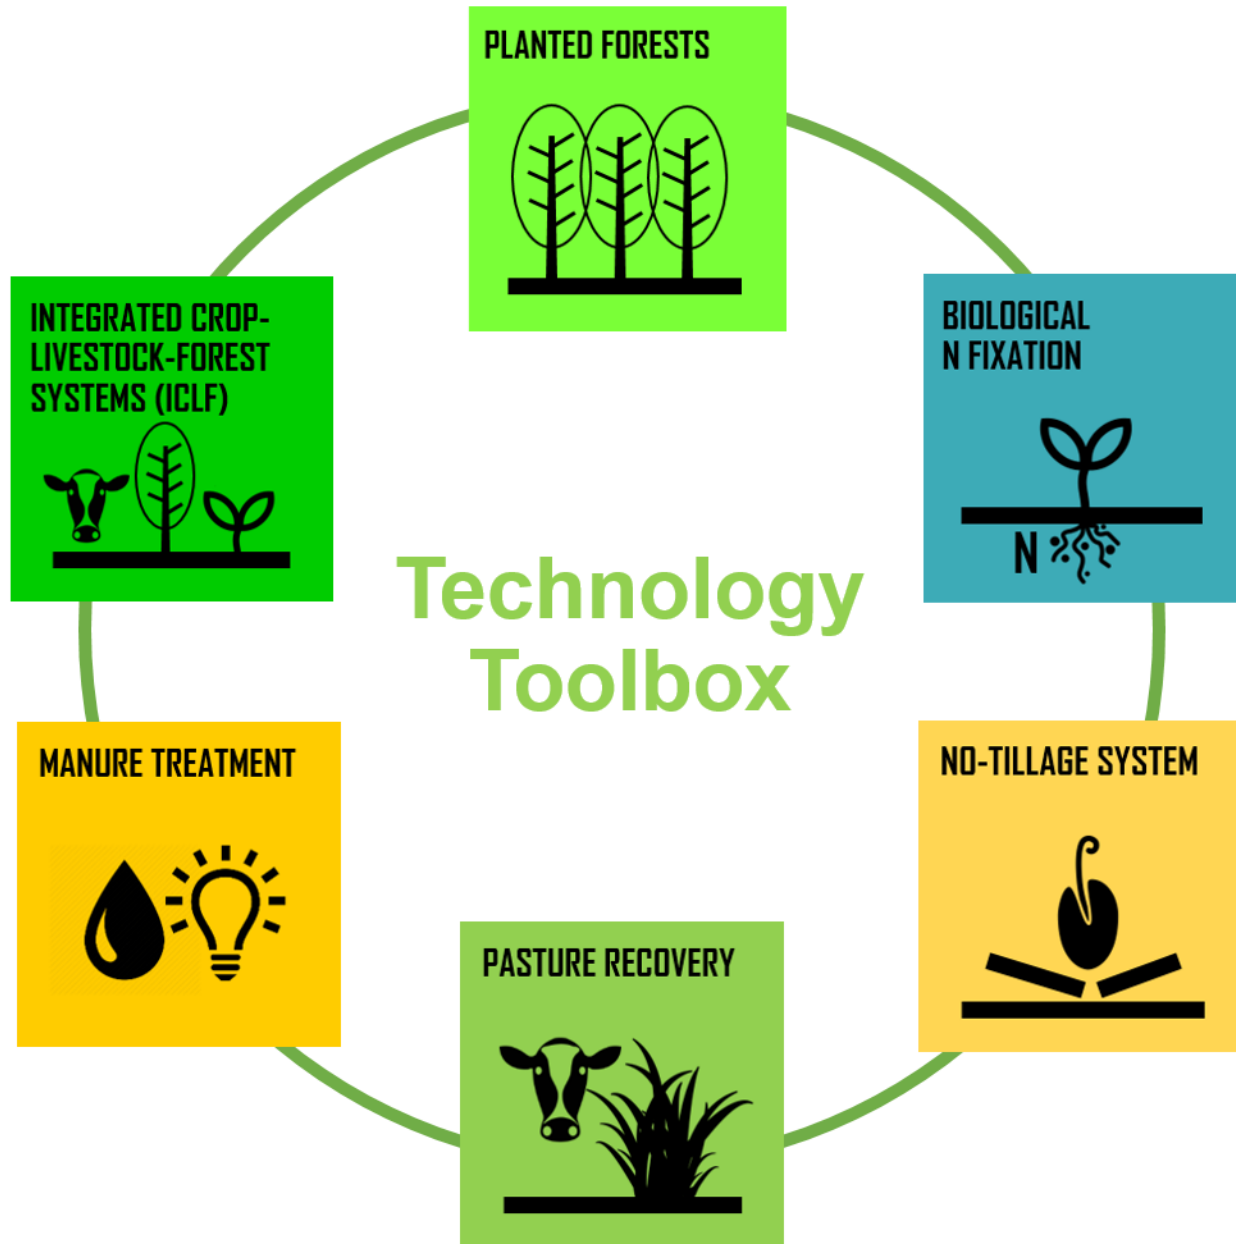 PLANTED FORESTS
INTEGRATED CROP-
LIVESTOCK-FOREST
SYSTEMS (ICLF)
BIOLOGICAL
N FIXATION
N
Technology
Toolbox
MANURE TREATMENT
NO-TILLAGE SYSTEM
PASTURE RECOVERY